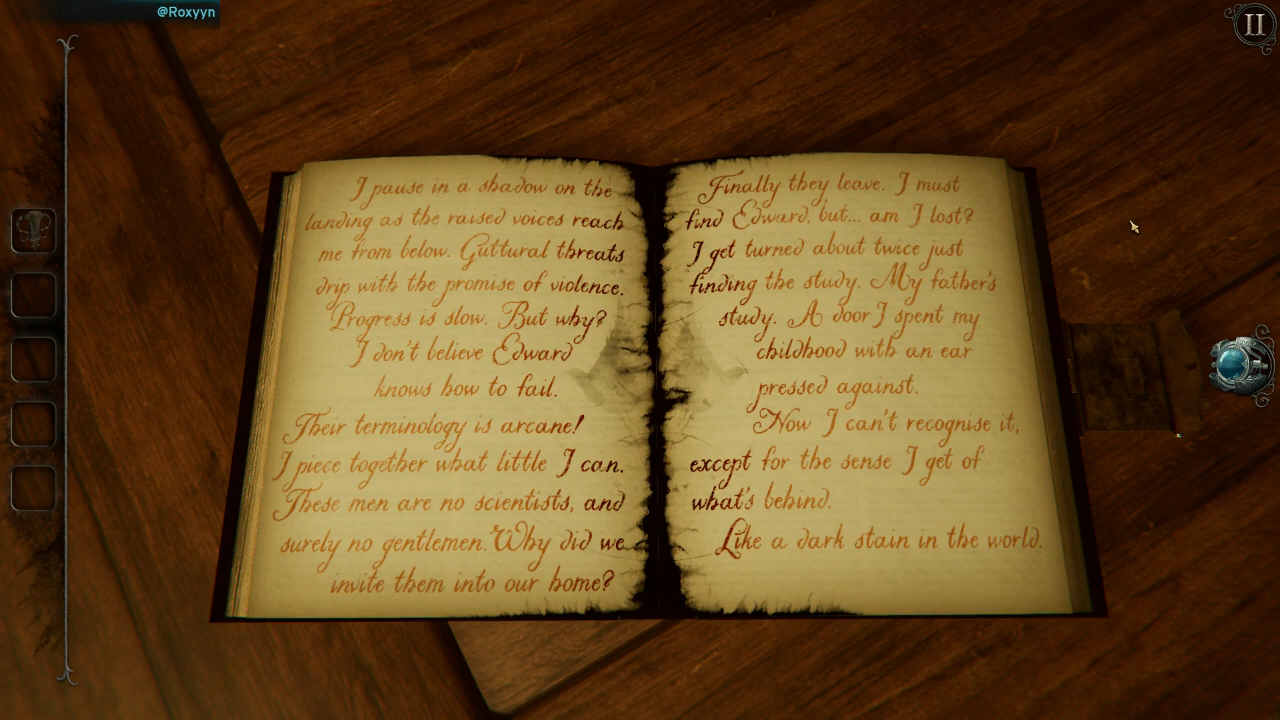 @Roxyyn
I pause in a shadow on the
landing as the raised voices reach
me from below. Guttural threats
drip with the promise of violence.
Progress is slow. But why?
I don't believe Edward
knows how to fail.
Their terminology is arcane!
I piece together what little I can.
These men are no scientists, and
surely no gentlemen. Why did we
invite them into our home?
Finally they leave. I must
find Edward, but... am I lost?
I get turned about twice just
finding the study. My father's
study. A door I spent my
childhood with an ear
pressed against.
Now I can't recognise it,
except for the sense I get of
what's behind.
Like a dark stain in the world.